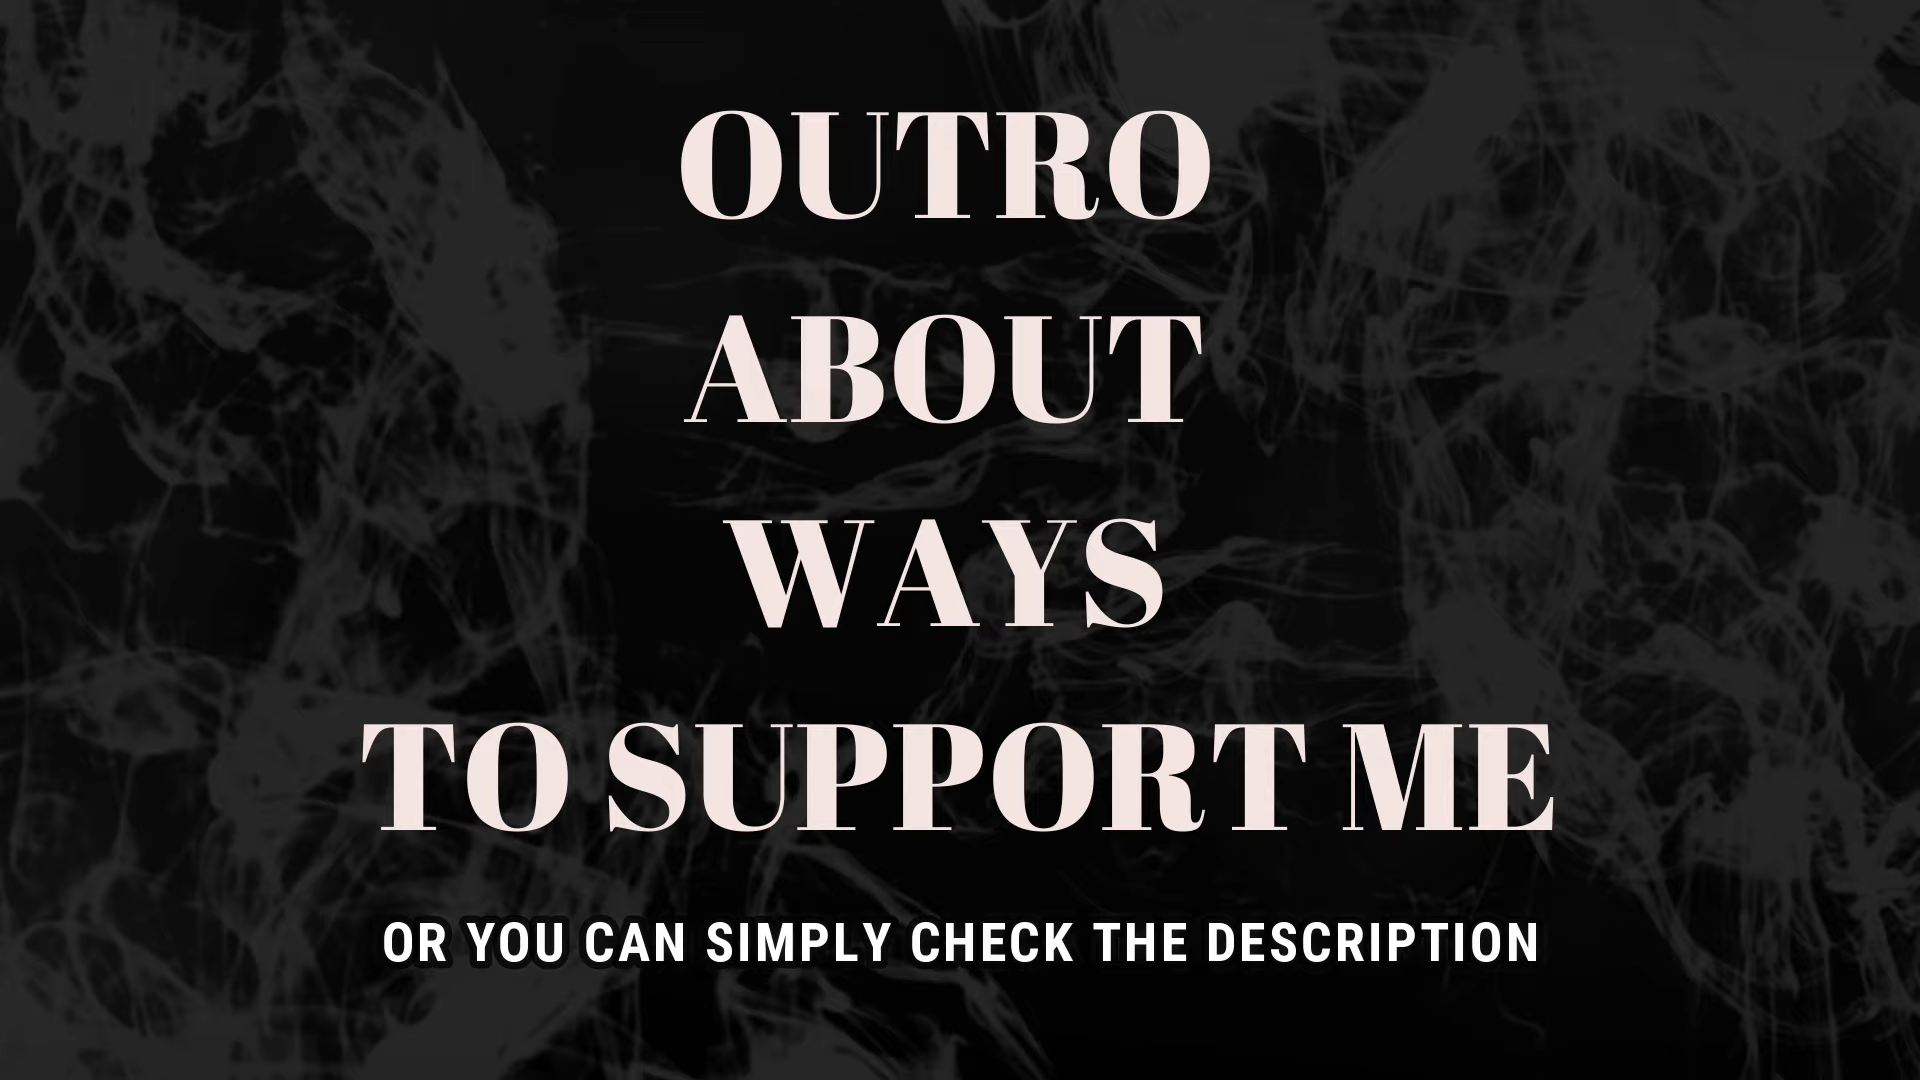 OUTRO
ABOUT
WAYS
TO SUPPORT ME
OR YOU CAN SIMPLY CHECK THE DESCRIPTION